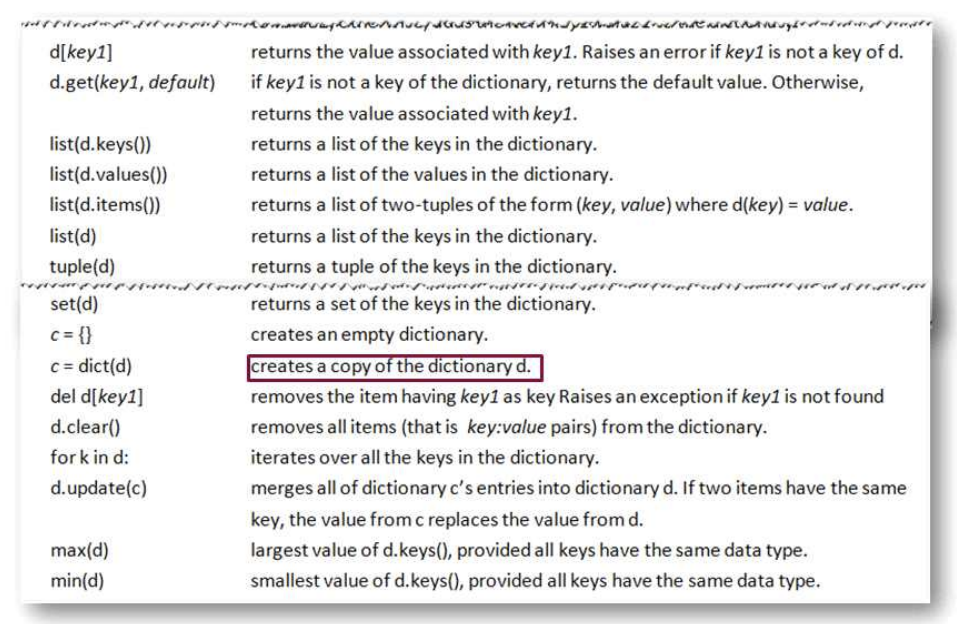 d[key1] returns the value associated with key1. Raises an error if key1 is not a key of d.
d.get(key1, default) if key1 is not a key of the dictionary, returns the default value. Otherwise,
returns the value associated with key1.
list(d.keys()) returns a list of the keys in the dictionary.
list(d.values()) returns a list of the values in the dictionary.
list(d.items()) returns a list of two-tuples of the form (key, value) where d(key) = value.
list(d) returns a list of the keys in the dictionary.
tuple(d) returns a tuple of the keys in the dictionary.
set(d) returns a set of the keys in the dictionary.
c = {} creates an empty dictionary.
c = dict(d) creates a copy of the dictionary d.
del d[key1] removes the item having key1 as key Raises an exception if key1 is not found
d.clear() removes all items (that is key:value pairs) from the dictionary.
for k in d: iterates over all the keys in the dictionary.
d.update(c) merges all of dictionary c's entries into dictionary d. If two items have the same
key, the value from c replaces the value from d.
max(d) largest value of d.keys(), provided all keys have the same data type.
min(d) smallest value of d.keys(), provided all keys have the same data type.